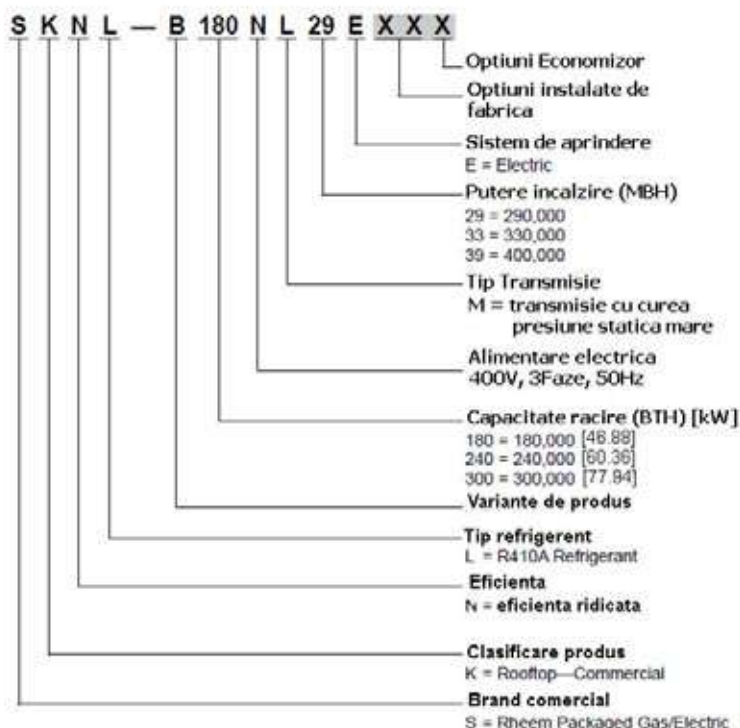 S K N L — B 180 N L 29 E X X X
Optiuni Economizor
Optiuni instalate de
fabrica
Sistem de aprindere
E = Electric
Putere incalzire (MBH)
29 = 290,000
33 = 330,000
39 = 400,000
Tip Transmisie
M = transmisie cu curea
presiune statica mare
Alimentare electrica
400V, 3Faze, 50Hz
Capacitate racire (BTH) [kW]
180 = 180,000 [46.88]
240 = 240,000 [60.36]
300 = 300,000 [77.94]
Variante de produs
Tip refrigerent
L = R410A Refrigerant
Eficienta
N = eficienta ridicata
Clasificare produs
K = Rooftop—Commercial
Brand comercial
S = Rheem Packaged Gas/Electric